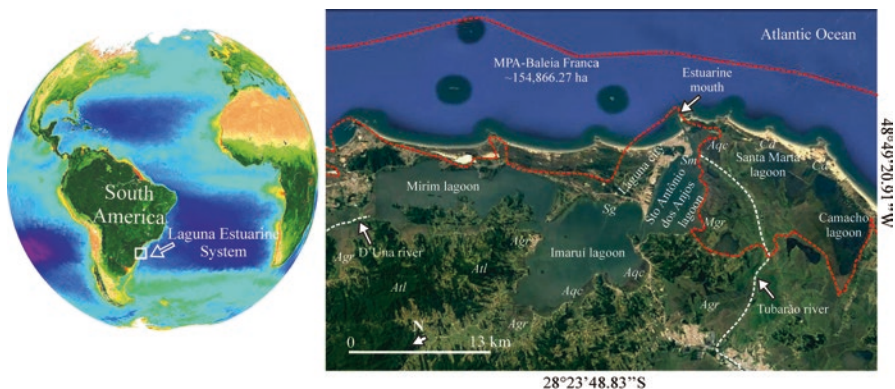 South
America
Laguna Estuarine
System
Atlantic Ocean
MPA-Baleia Franca
~154,866.27 ha
Estuarine
mouth
Mirim lagoon
Laguna city
Sg
Sm
Sto Antônio
dos Anjos
lagoon
Aqc
Cd
Santa Marta
lagoon
Cd
Camacho
lagoon
Mgr
D'Una river
Imaruí lagoon
Agr
Agr
Atl
Atl
Aqc
Aqc
Agr
Agr
Tubarão river
N
0
13 km
48°49'20.61"W
28°23'48.83"S